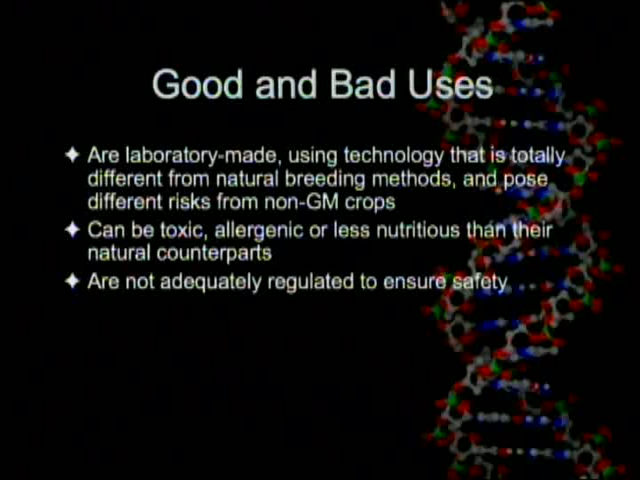 Good and Bad Uses
Are laboratory-made, using technology that is totally
different from natural breeding methods, and pose
different risks from non-GM crops
Can be toxic, allergenic or less nutritious than their
natural counterparts
Are not adequately regulated to ensure safety